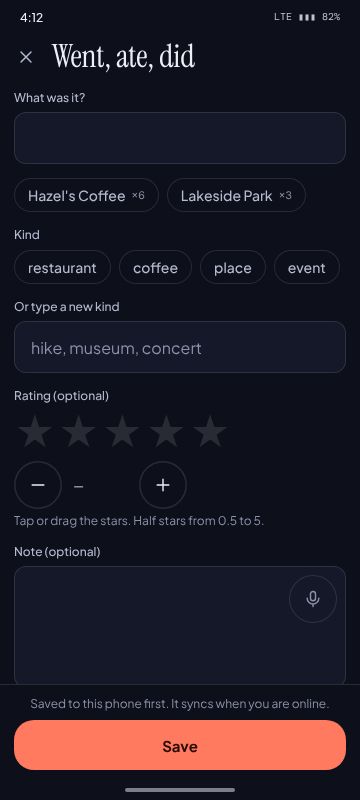 4:12
LTE 82%
Went, ate, did
What was it?
Hazel's Coffee ×6 Lakeside Park ×3
Kind
restaurant coffee place event
Or type a new kind
hike, museum, concert
Rating (optional)
–
Tap or drag the stars. Half stars from 0.5 to 5.
Note (optional)
Saved to this phone first. It syncs when you are online.
Save